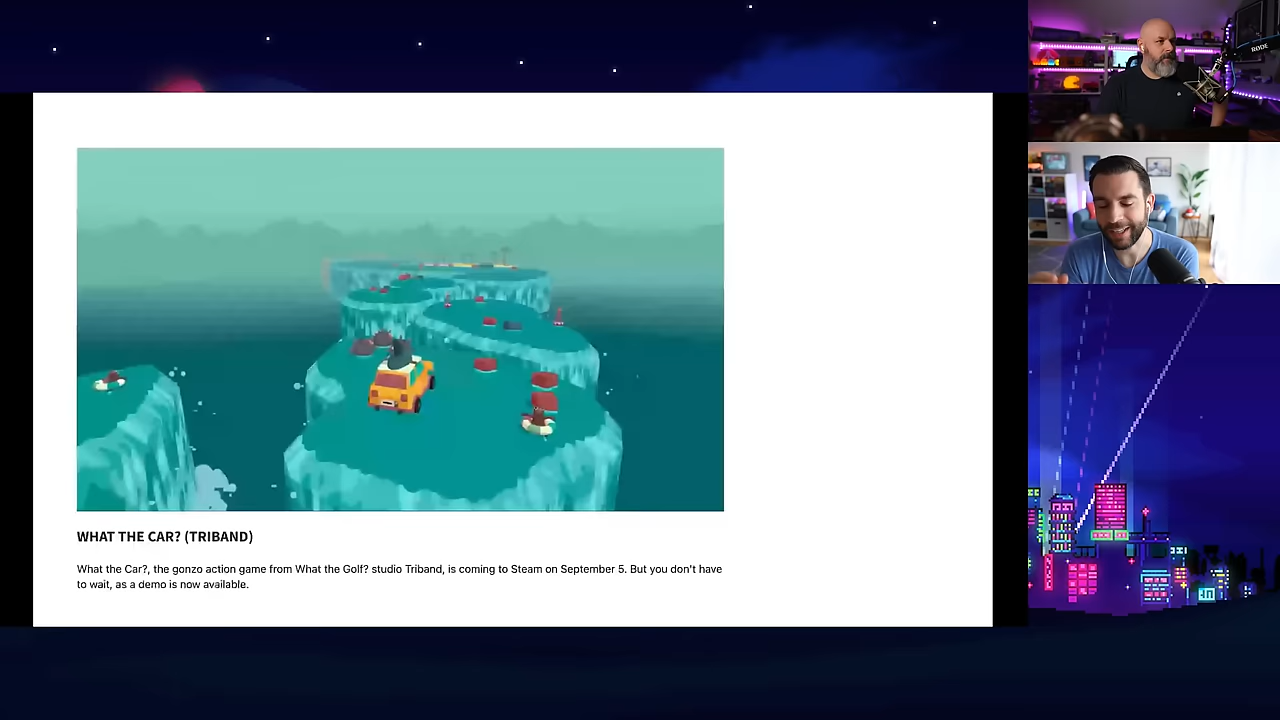 RODE
WHAT THE CAR? (TRIBAND)
What the Car?, the gonzo action game from What the Golf? studio Triband, is coming to Steam on September 5. But you don't have
to wait, as a demo is now available.